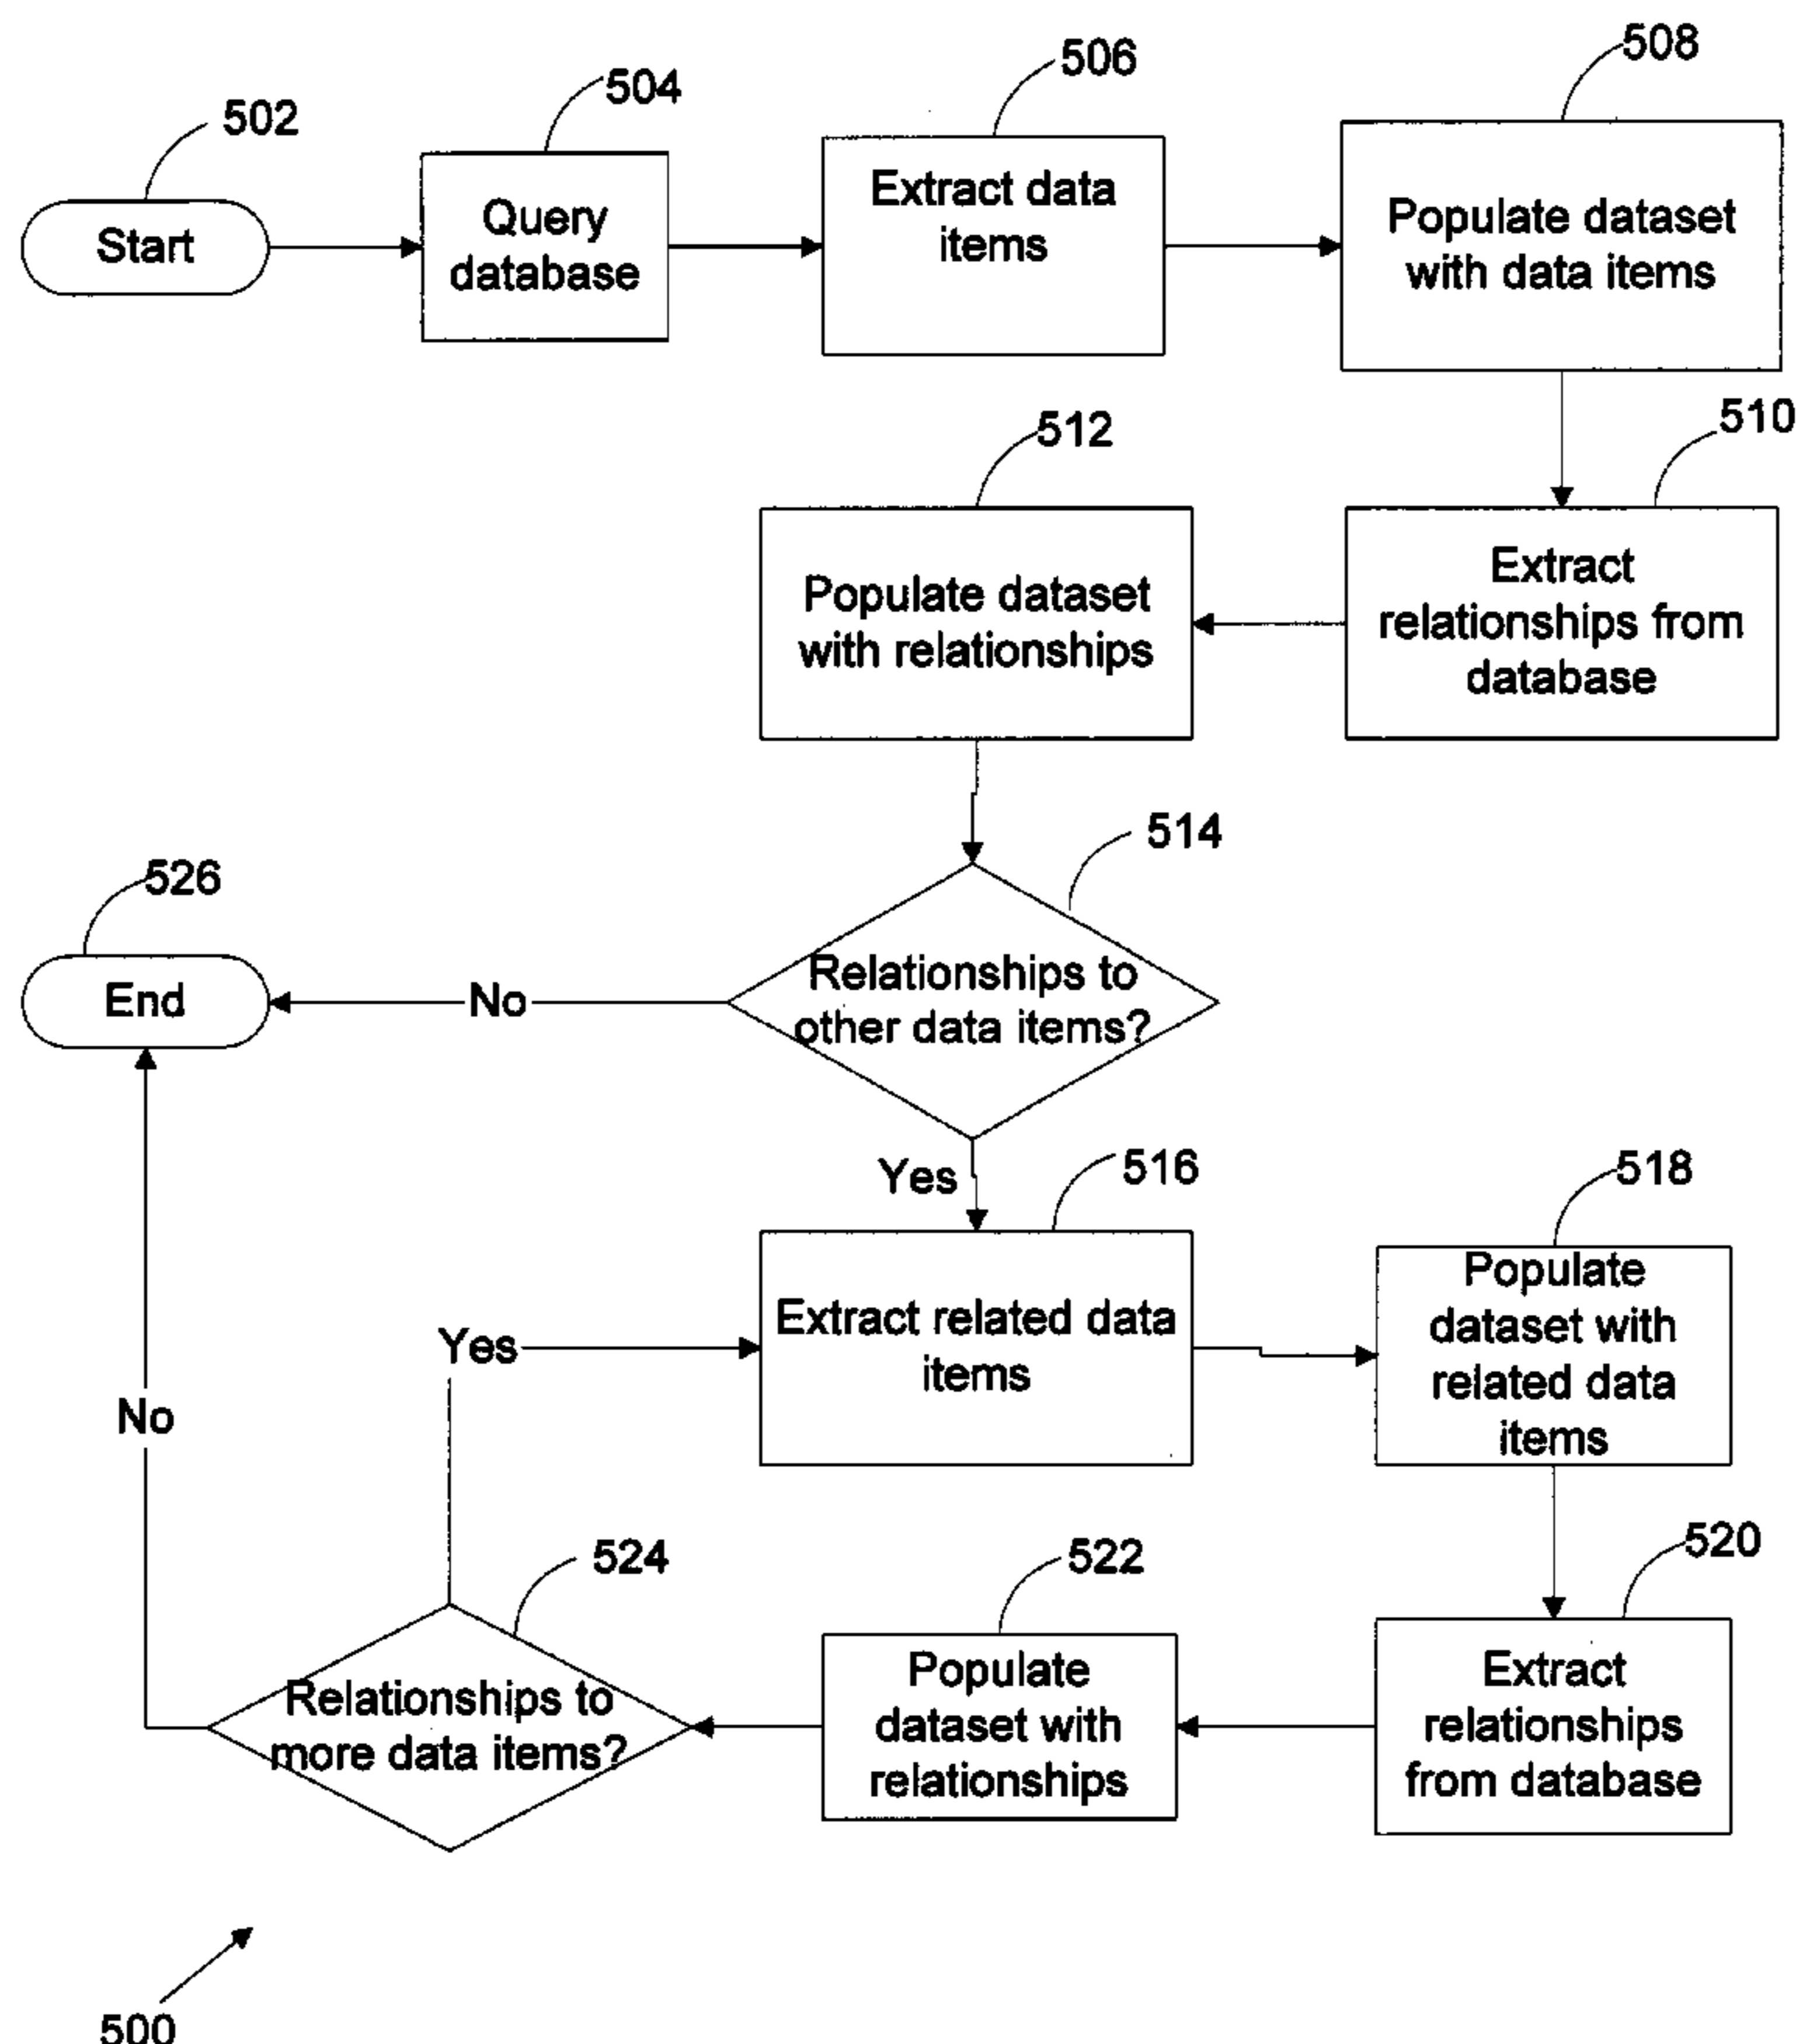 502
Start
504
Query
database
506
Extract data
items
508
Populate dataset
with data items
510
Extract
relationships from
database
512
Populate dataset
with relationships
514
Relationships to
other data items?
No
526
End
Yes
516
Extract related data
items
518
Populate
dataset with
related data
items
520
Extract
relationships
from database
522
Populate
dataset with
relationships
524
Relationships to
more data items?
Yes
No
500